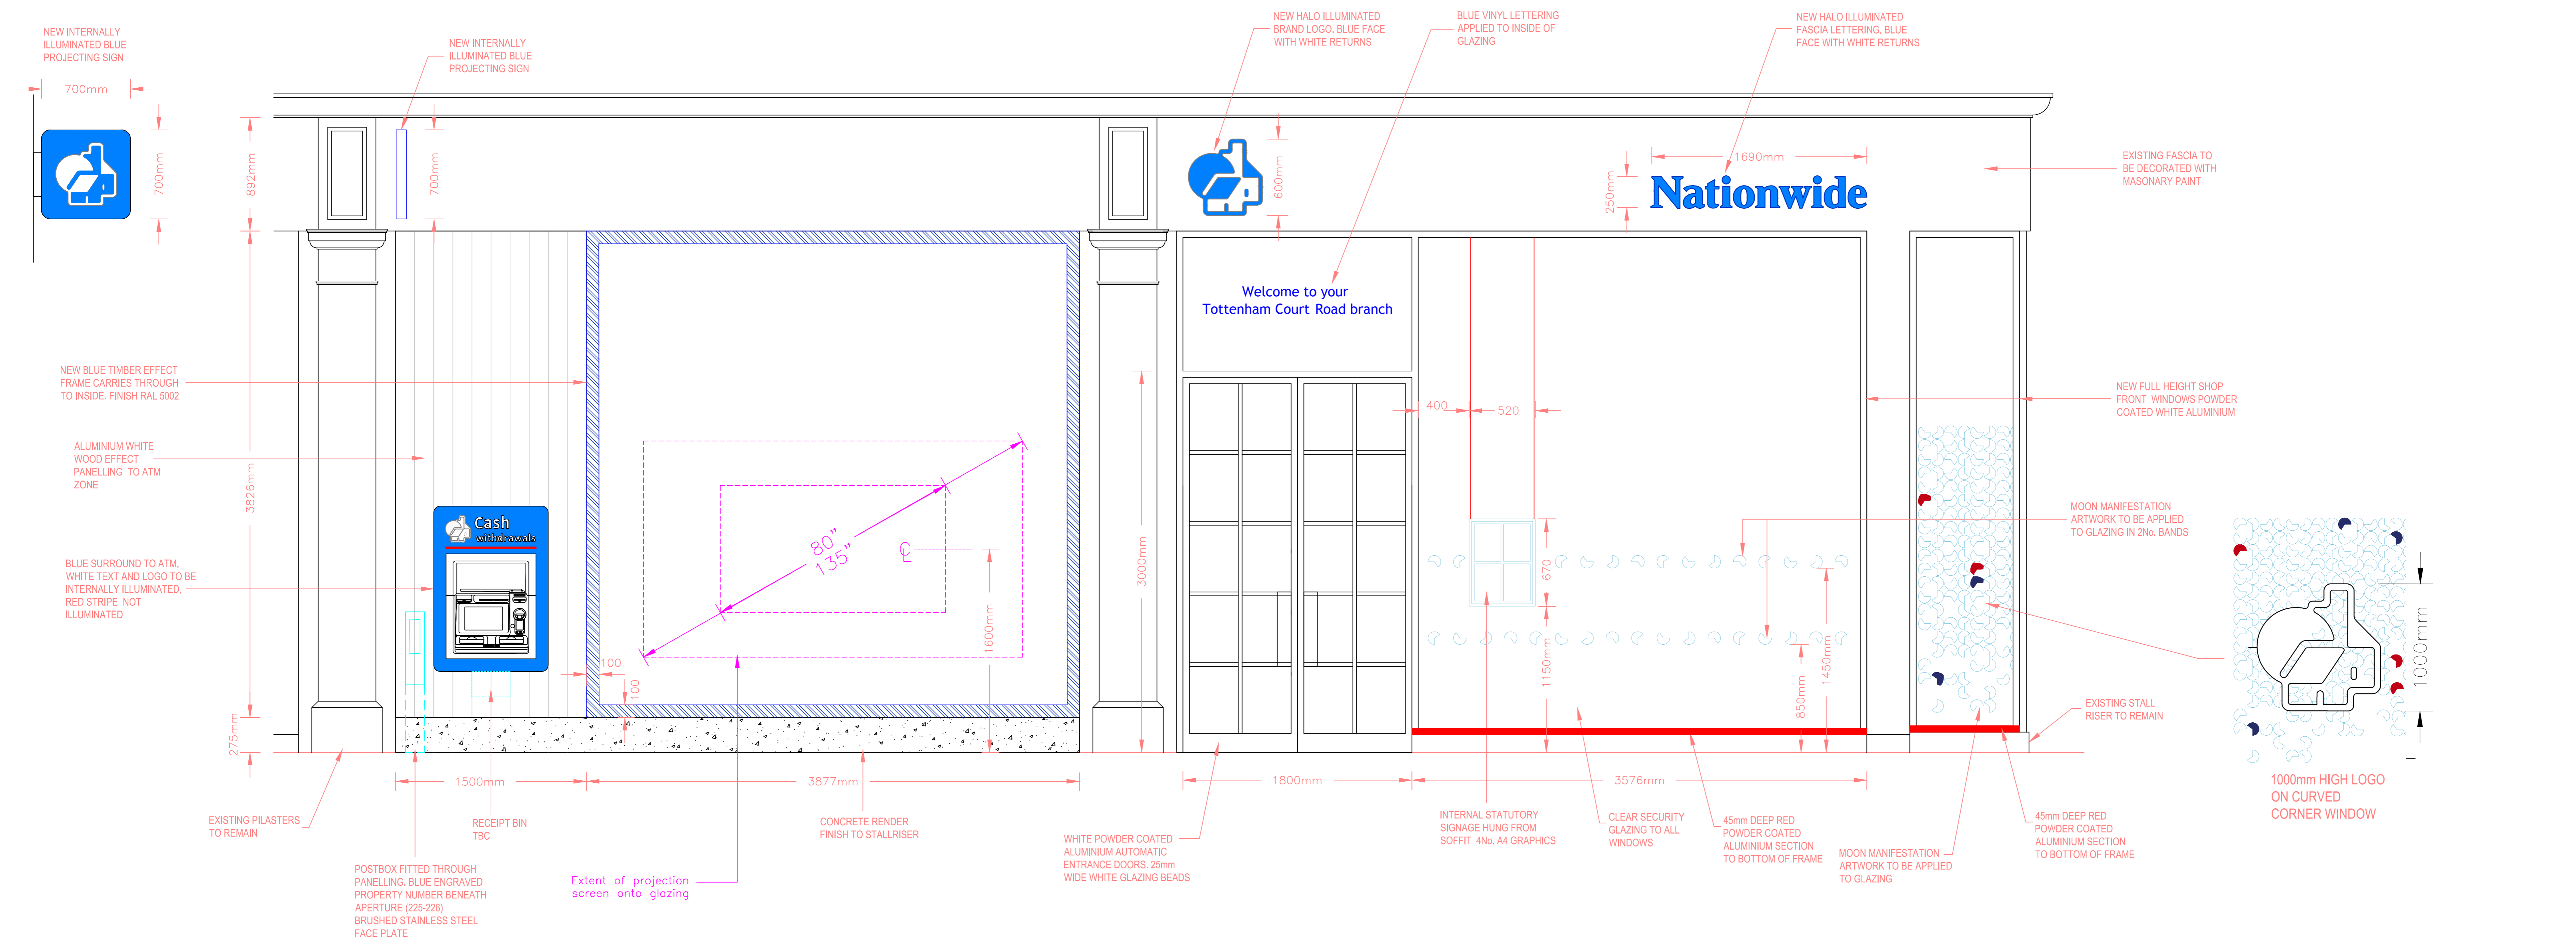 NEW INTERNALLY
ILLUMINATED BLUE
PROJECTING SIGN
700mm
700mm
NEW INTERNALLY
ILLUMINATED BLUE
PROJECTING SIGN
892mm
700mm
NEW HALO ILLUMINATED
BRAND LOGO. BLUE FACE
WITH WHITE RETURNS
BLUE VINYL LETTERING
APPLIED TO INSIDE OF
GLAZING
NEW HALO ILLUMINATED
FASCIA LETTERING. BLUE
FACE WITH WHITE RETURNS
600mm
250mm
1690mm
Nationwide
EXISTING FASCIA TO
BE DECORATED WITH
MASONARY PAINT
Welcome to your
Tottenham Court Road branch
NEW BLUE TIMBER EFFECT
FRAME CARRIES THROUGH
TO INSIDE. FINISH RAL 5002
ALUMINIUM WHITE
WOOD EFFECT
PANELLING TO ATM
ZONE
3826mm
BLUE SURROUND TO ATM,
WHITE TEXT AND LOGO TO BE
INTERNALLY ILLUMINATED,
RED STRIPE NOT
ILLUMINATED
Cash
withdrawals
80"
135"
CL
1600mm
100
100
3000mm
400
520
670
1150mm
850mm
1450mm
NEW FULL HEIGHT SHOP
FRONT WINDOWS POWDER
COATED WHITE ALUMINIUM
MOON MANIFESTATION
ARTWORK TO BE APPLIED
TO GLAZING IN 2No. BANDS
EXISTING STALL
RISER TO REMAIN
1000mm
1000mm HIGH LOGO
ON CURVED
CORNER WINDOW
275mm
1500mm
3877mm
1800mm
3576mm
EXISTING PILASTERS
TO REMAIN
RECEIPT BIN
TBC
POSTBOX FITTED THROUGH
PANELLING. BLUE ENGRAVED
PROPERTY NUMBER BENEATH
APERTURE (225-226)
BRUSHED STAINLESS STEEL
FACE PLATE
Extent of projection
screen onto glazing
CONCRETE RENDER
FINISH TO STALLRISER
WHITE POWDER COATED
ALUMINIUM AUTOMATIC
ENTRANCE DOORS. 25mm
WIDE WHITE GLAZING BEADS
INTERNAL STATUTORY
SIGNAGE HUNG FROM
SOFFIT 4No. A4 GRAPHICS
CLEAR SECURITY
GLAZING TO ALL
WINDOWS
45mm DEEP RED
POWDER COATED
ALUMINIUM SECTION
TO BOTTOM OF FRAME
MOON MANIFESTATION
ARTWORK TO BE APPLIED
TO GLAZING
45mm DEEP RED
POWDER COATED
ALUMINIUM SECTION
TO BOTTOM OF FRAME